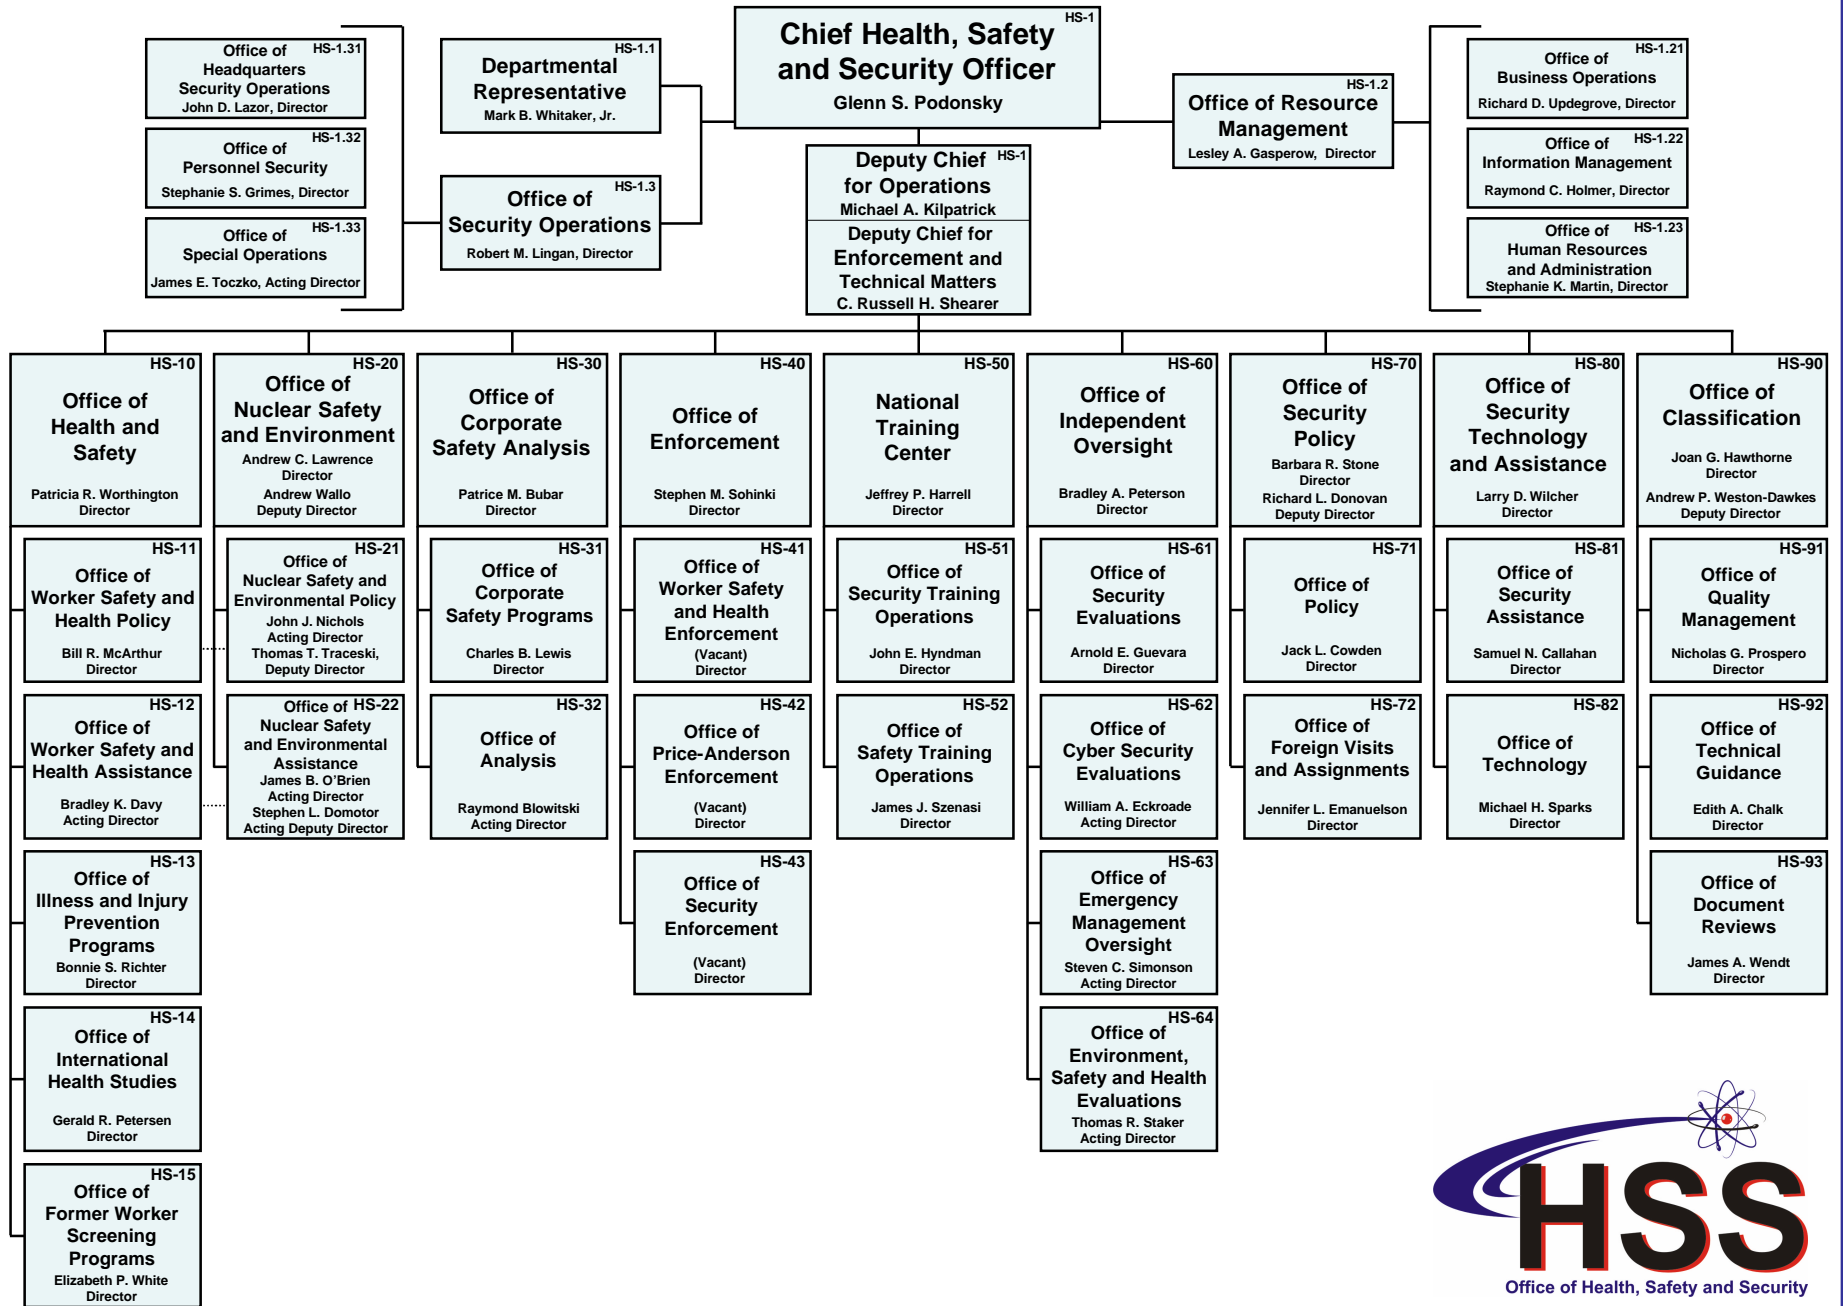 HS-1
Chief Health, Safety
and Security Officer
Glenn S. Podonsky
HS-1.31
Office of
Headquarters
Security Operations
John D. Lazor, Director
HS-1.32
Office of
Personnel Security
Stephanie S. Grimes, Director
HS-1.33
Office of
Special Operations
James E. Toczko, Acting Director
HS-1.1
Departmental
Representative
Mark B. Whitaker, Jr.
HS-1.3
Office of
Security Operations
Robert M. Lingan, Director
Deputy Chief HS-1
for Operations
Michael A. Kilpatrick
Deputy Chief for
Enforcement and
Technical Matters
C. Russell H. Shearer
HS-1.2
Office of Resource
Management
Lesley A. Gasperow, Director
HS-1.21
Office of
Business Operations
Richard D. Updegrove, Director
HS-1.22
Office of
Information Management
Raymond C. Holmer, Director
HS-1.23
Office of
Human Resources
and Administration
Stephanie K. Martin, Director
HS-10
Office of
Health and
Safety
Patricia R. Worthington
Director
HS-11
Office of
Worker Safety and
Health Policy
Bill R. McArthur
Director
HS-12
Office of
Worker Safety and
Health Assistance
Bradley K. Davy
Acting Director
HS-13
Office of
Illness and Injury
Prevention
Programs
Bonnie S. Richter
Director
HS-14
Office of
International
Health Studies
Gerald R. Petersen
Director
HS-15
Office of
Former Worker
Screening
Programs
Elizabeth P. White
Director
HS-20
Office of
Nuclear Safety
and Environment
Andrew C. Lawrence
Director
Andrew Wallo
Deputy Director
HS-21
Office of
Nuclear Safety and
Environmental Policy
John J. Nichols
Acting Director
Thomas T. Traceski,
Deputy Director
Office of HS-22
Nuclear Safety
and Environmental
Assistance
James B. O'Brien
Acting Director
Stephen L. Domotor
Acting Deputy Director
HS-30
Office of
Corporate
Safety Analysis
Patrice M. Bubar
Director
HS-31
Office of
Corporate
Safety Programs
Charles B. Lewis
Director
HS-32
Office of
Analysis
Raymond Blowitski
Acting Director
HS-40
Office of
Enforcement
Stephen M. Sohinki
Director
HS-41
Office of
Worker Safety
and Health
Enforcement
(Vacant)
Director
HS-42
Office of
Price-Anderson
Enforcement
(Vacant)
Director
HS-43
Office of
Security
Enforcement
(Vacant)
Director
HS-50
National
Training
Center
Jeffrey P. Harrell
Director
HS-51
Office of
Security Training
Operations
John E. Hyndman
Director
HS-52
Office of
Safety Training
Operations
James J. Szenasi
Director
HS-60
Office of
Independent
Oversight
Bradley A. Peterson
Director
HS-61
Office of
Security
Evaluations
Arnold E. Guevara
Director
HS-62
Office of
Cyber Security
Evaluations
William A. Eckroade
Acting Director
HS-63
Office of
Emergency
Management
Oversight
Steven C. Simonson
Acting Director
HS-64
Office of
Environment,
Safety and Health
Evaluations
Thomas R. Staker
Acting Director
HS-70
Office of
Security
Policy
Barbara R. Stone
Director
Richard L. Donovan
Deputy Director
HS-71
Office of
Policy
Jack L. Cowden
Director
HS-72
Office of
Foreign Visits
and Assignments
Jennifer L. Emanuelson
Director
HS-80
Office of
Security
Technology
and Assistance
Larry D. Wilcher
Director
HS-81
Office of
Security
Assistance
Samuel N. Callahan
Director
HS-82
Office of
Technology
Michael H. Sparks
Director
HS-90
Office of
Classification
Joan G. Hawthorne
Director
Andrew P. Weston-Dawkes
Deputy Director
HS-91
Office of
Quality
Management
Nicholas G. Prospero
Director
HS-92
Office of
Technical
Guidance
Edith A. Chalk
Director
HS-93
Office of
Document
Reviews
James A. Wendt
Director
HSS
Office of Health, Safety and Security